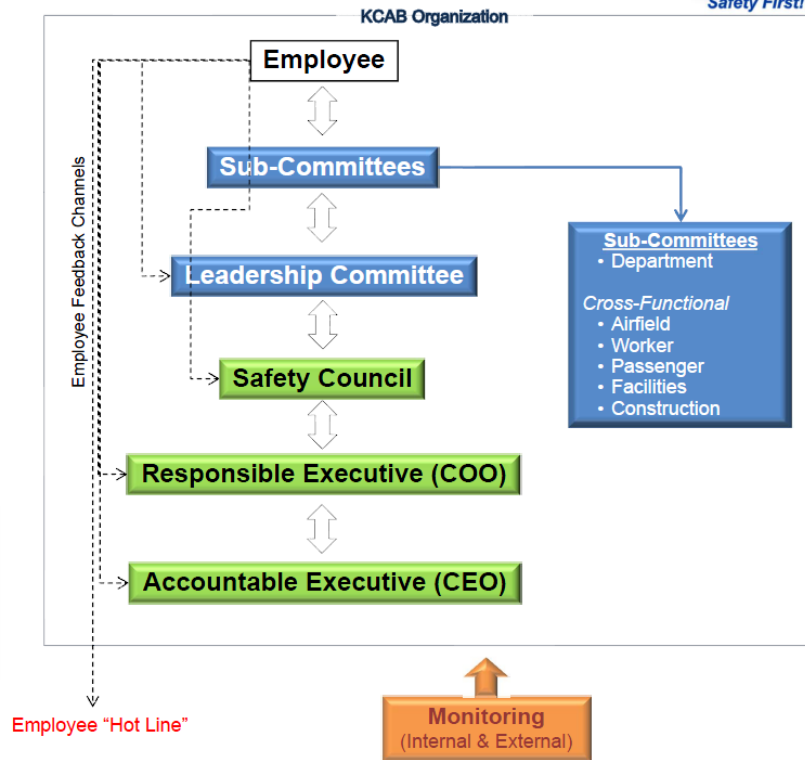 Safety First!
KCAB Organization
Employee
Sub-Committees
Employee Feedback Channels
Sub-Committees
• Department
Cross-Functional
• Airfield
• Worker
• Passenger
• Facilities
• Construction
Leadership Committee
Safety Council
Responsible Executive (COO)
Accountable Executive (CEO)
Employee “Hot Line”
Monitoring
(Internal & External)